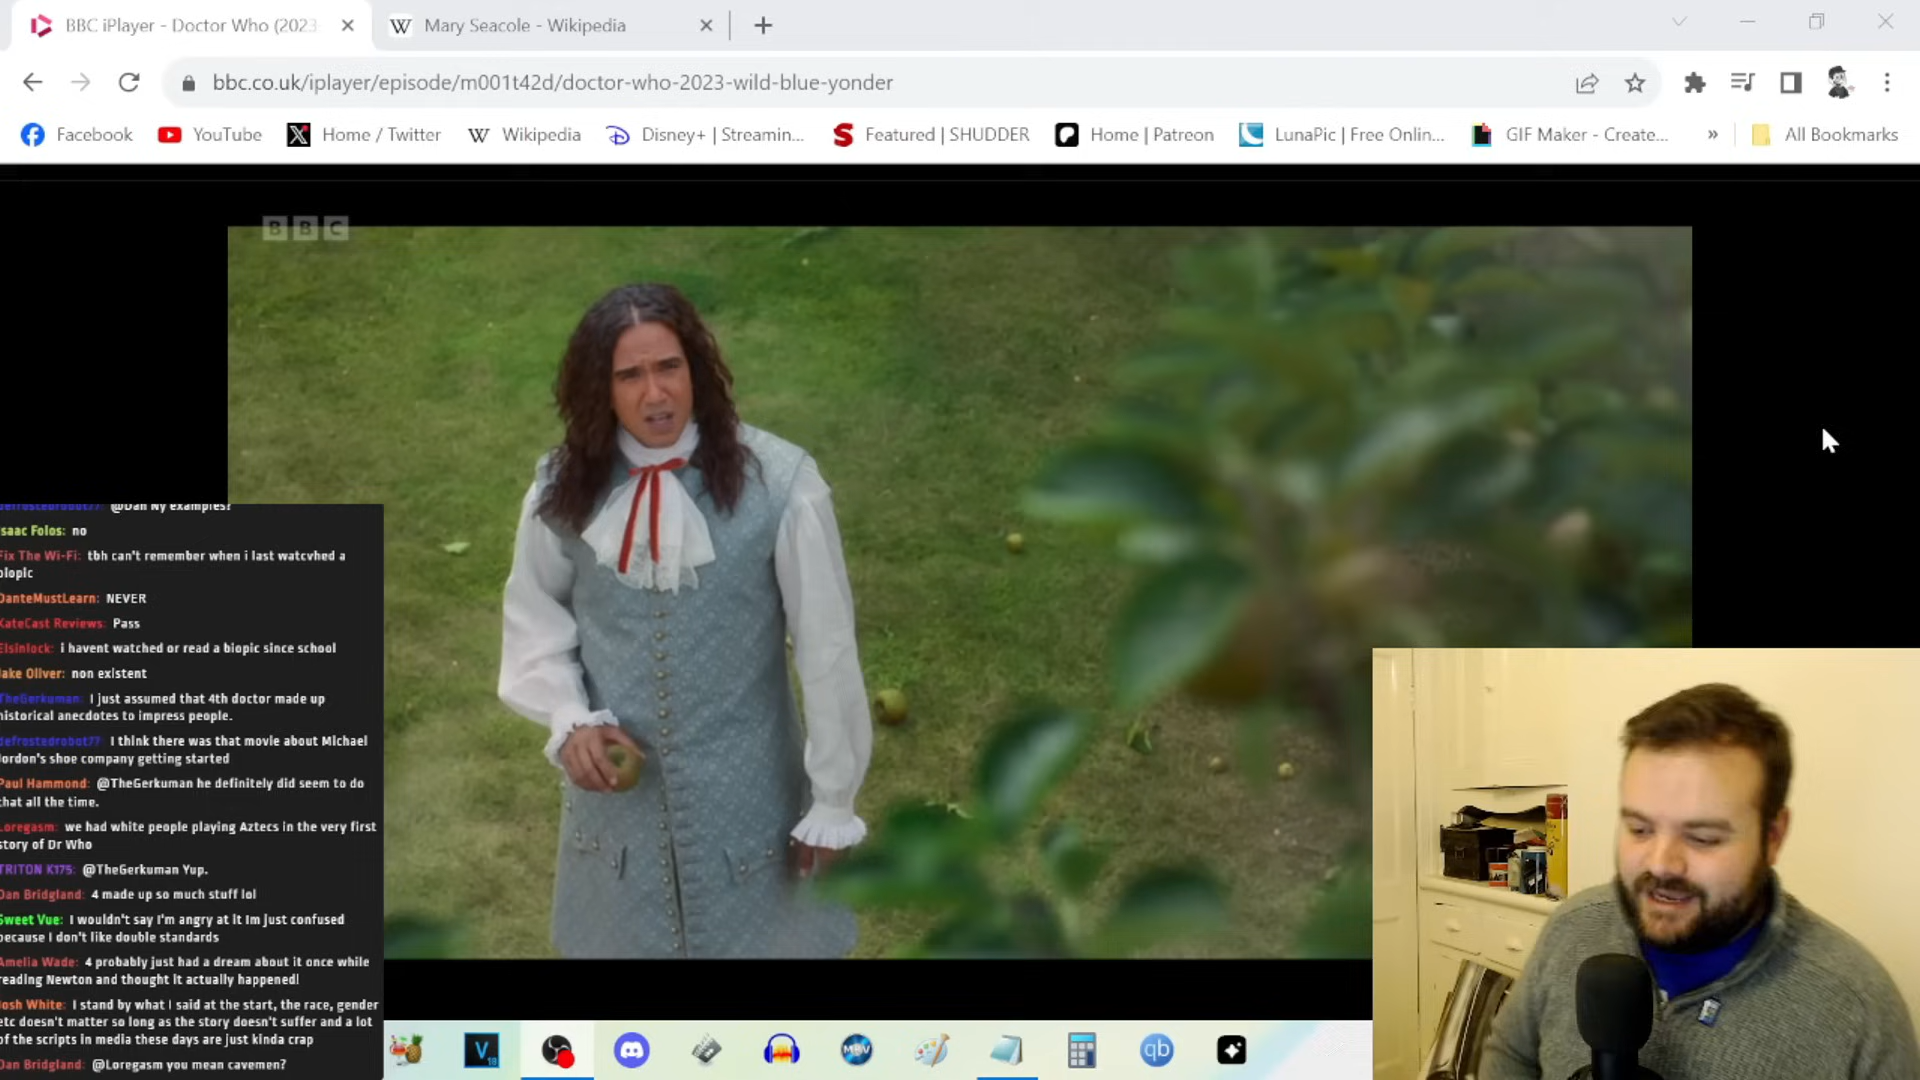 BBC iPlayer - Doctor Who (2023
Mary Seacole - Wikipedia
bbc.co.uk/iplayer/episode/m001t42d/doctor-who-2023-wild-blue-yonder
Facebook
YouTube
Home / Twitter
Wikipedia
Disney+ | Streamin...
Featured | SHUDDER
Home | Patreon
LunaPic | Free Onlin...
GIF Maker - Create...
»
All Bookmarks
BBC
defrostedrobot77: @Dan Ny examples?
Isaac Folos: no
Fix The Wi-Fi: tbh can't remember when i last watcvhed a
biopic
DanteMustLearn: NEVER
KateCast Reviews: Pass
Elsinlock: i havent watched or read a biopic since school
Jake Oliver: non existent
TheGerkuman: I just assumed that 4th doctor made up
historical anecdotes to impress people.
defrostedrobot77 I think there was that movie about Michael
Jordon's shoe company getting started
Paul Hammond: @TheGerkuman he definitely did seem to do
that all the time.
Loregasm: we had white people playing Aztecs in the very first
story of Dr Who
TRITON K175: @TheGerkuman Yup.
Dan Bridgland: 4 made up so much stuff lol
Sweet Vue: I wouldn't say I'm angry at it Im just confused
because I don't like double standards
Amelia Wade: 4 probably just had a dream about it once while
reading Newton and thought it actually happened!
Josh White: I stand by what I said at the start, the race, gender
etc doesn't matter so long as the story doesn't suffer and a lot
of the scripts in media these days are just kinda crap
Dan Bridgland: @Loregasm you mean cavemen?
V
18
MPV
qb